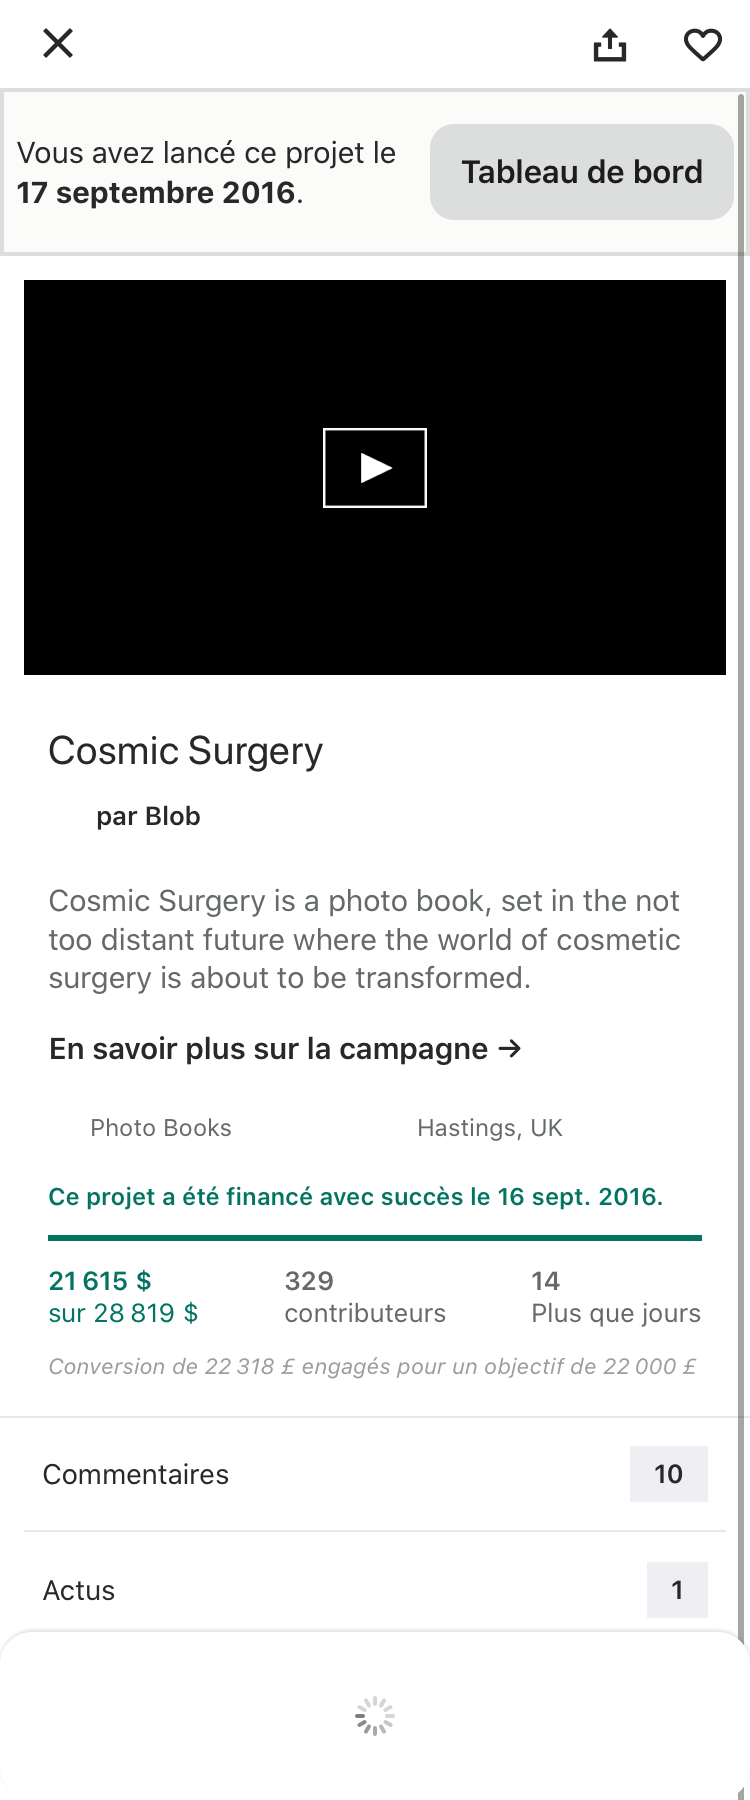 Vous avez lancé ce projet le
17 septembre 2016.
Tableau de bord
Cosmic Surgery
par Blob
Cosmic Surgery is a photo book, set in the not
too distant future where the world of cosmetic
surgery is about to be transformed.
En savoir plus sur la campagne →
Photo Books
Hastings, UK
Ce projet a été financé avec succès le 16 sept. 2016.
21 615 $
sur 28 819 $
329
contributeurs
14
Plus que jours
Conversion de 22 318 £ engagés pour un objectif de 22 000 £
Commentaires
10
Actus
1